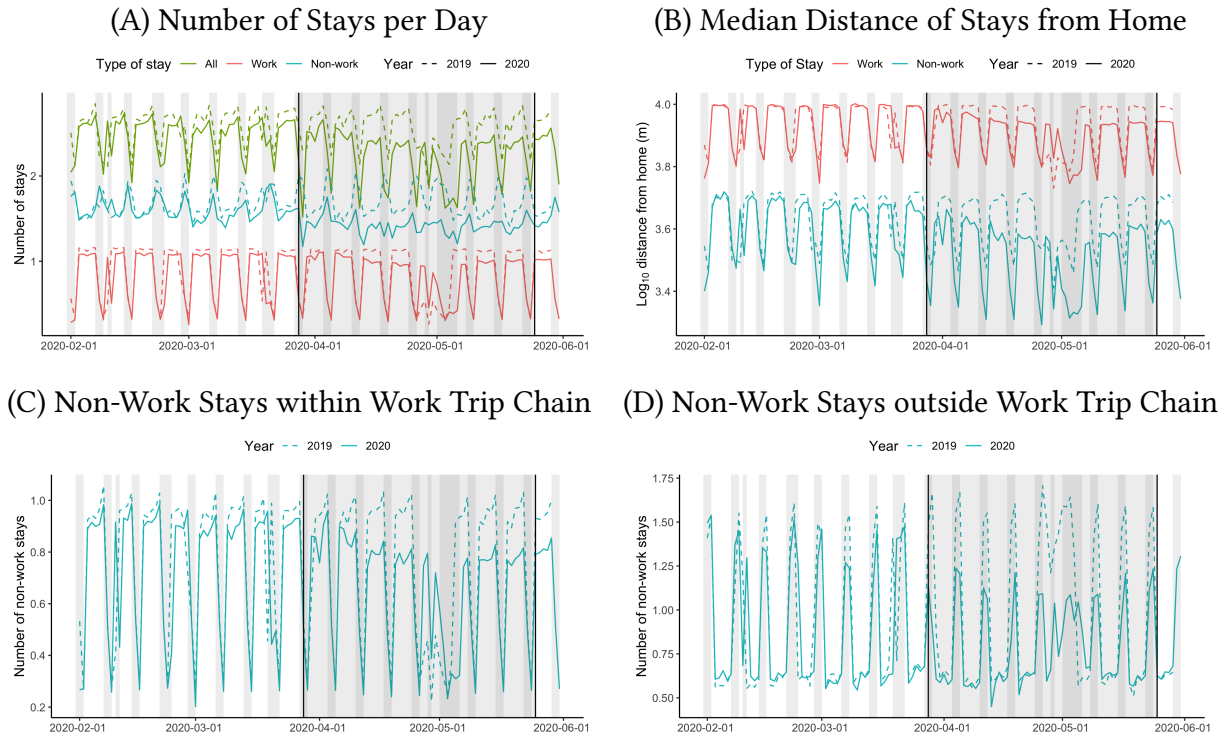 (A) Number of Stays per Day
Type of stay All Work Non-work Year 2019 2020
Number of stays
2
1
2020-02-01 2020-03-01 2020-04-01 2020-05-01 2020-06-01
(B) Median Distance of Stays from Home
Type of Stay Work Non-work Year 2019 2020
Log10 distance from home (m)
4.0
3.8
3.6
3.4
2020-02-01 2020-03-01 2020-04-01 2020-05-01 2020-06-01
(C) Non-Work Stays within Work Trip Chain
Year 2019 2020
Number of non-work stays
1.0
0.8
0.6
0.4
0.2
2020-02-01 2020-03-01 2020-04-01 2020-05-01 2020-06-01
(D) Non-Work Stays outside Work Trip Chain
Year 2019 2020
Number of non-work stays
1.75
1.50
1.25
1.00
0.75
0.50
2020-02-01 2020-03-01 2020-04-01 2020-05-01 2020-06-01